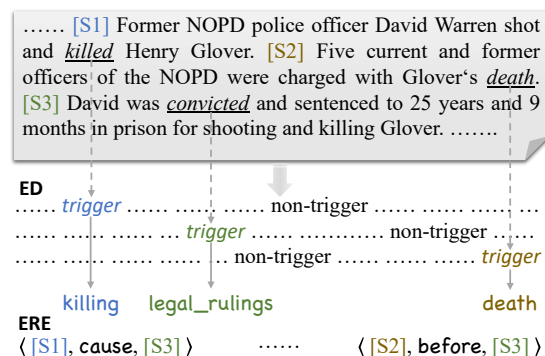 ...... [S1] Former NOPD police officer David Warren shot
and killed Henry Glover. [S2] Five current and former
officers of the NOPD were charged with Glover‘s death.
[S3] David was convicted and sentenced to 25 years and 9
months in prison for shooting and killing Glover. …….
ED
...... trigger ...... ...... ...... non-trigger ...... ...... ...... ...
...... ...... ...... trigger ...... ...... ...... non-trigger ......
...... ...... ...... ...... non-trigger ...... ...... ...... trigger
killing legal_rulings death
ERE
⟨ [S1], cause, [S3] ⟩ ...... ⟨ [S2], before, [S3] ⟩